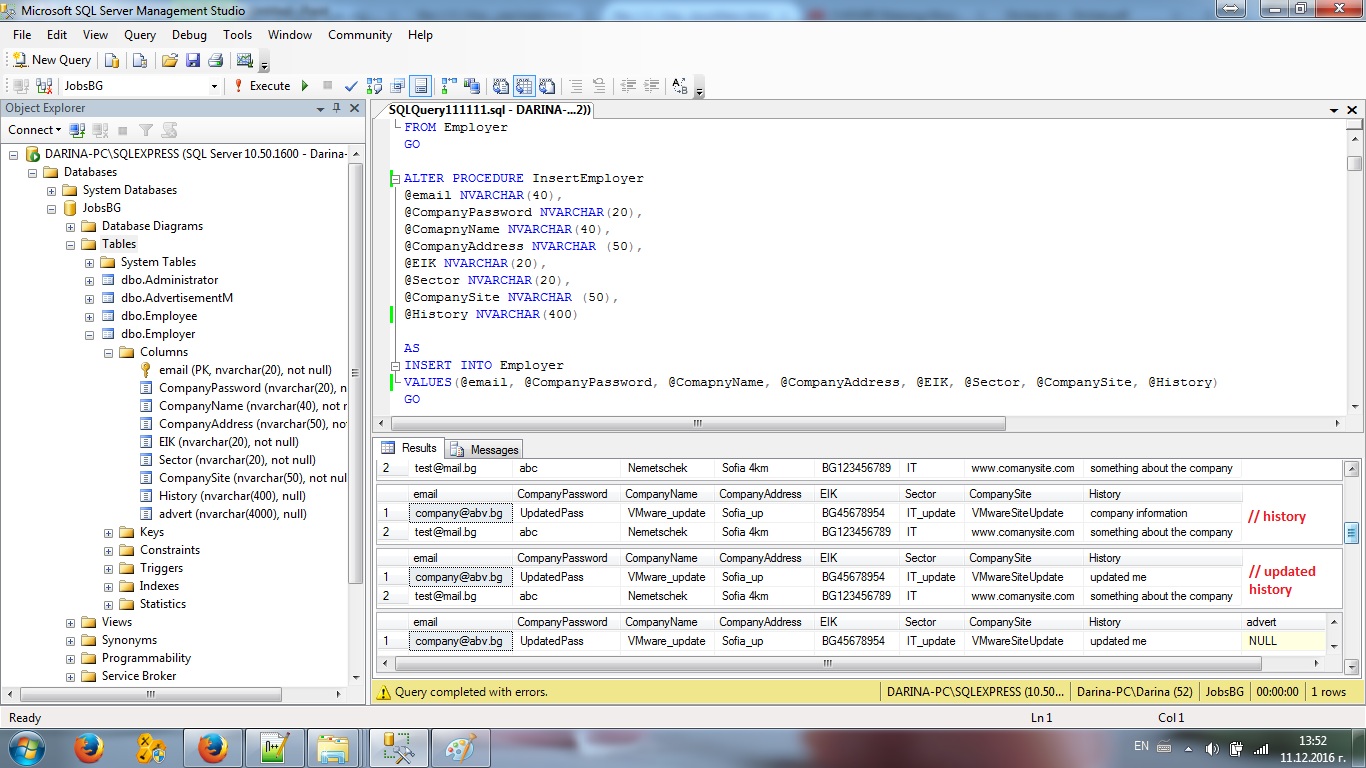 Microsoft SQL Server Management Studio
File Edit View Query Debug Tools Window Community Help
New Query
JobsBG Execute
Object Explorer
Connect
DARINA-PC\SQLEXPRESS (SQL Server 10.50.1600 - Darina-
Databases
System Databases
JobsBG
Database Diagrams
Tables
System Tables
dbo.Administrator
dbo.AdvertisementM
dbo.Employee
dbo.Employer
Columns
email (PK, nvarchar(20), not null)
CompanyPassword (nvarchar(20), n
CompanyName (nvarchar(40), not r
CompanyAddress (nvarchar(50), no
EIK (nvarchar(20), not null)
Sector (nvarchar(20), not null)
CompanySite (nvarchar(50), not nul
History (nvarchar(400), null)
advert (nvarchar(4000), null)
Keys
Constraints
Triggers
Indexes
Statistics
Views
Synonyms
Programmability
Service Broker
SQLQuery111111.sql - DARINA-...2))
FROM Employer
GO
ALTER PROCEDURE InsertEmployer
@email NVARCHAR(40),
@CompanyPassword NVARCHAR(20),
@ComapnyName NVARCHAR(40),
@CompanyAddress NVARCHAR (50),
@EIK NVARCHAR(20),
@Sector NVARCHAR(20),
@CompanySite NVARCHAR (50),
@History NVARCHAR(400)
AS
INSERT INTO Employer
VALUES(@email, @CompanyPassword, @ComapnyName, @CompanyAddress, @EIK, @Sector, @CompanySite, @History)
GO
Results Messages
2 test@mail.bg abc Nemetschek Sofia 4km BG123456789 IT www.comanysite.com something about the company
email CompanyPassword CompanyName CompanyAddress EIK Sector CompanySite History
1 company@abv.bg UpdatedPass VMware_update Sofia_up BG45678954 IT_update VMwareSiteUpdate company information
2 test@mail.bg abc Nemetschek Sofia 4km BG123456789 IT www.comanysite.com something about the company
// history
email CompanyPassword CompanyName CompanyAddress EIK Sector CompanySite History
1 company@abv.bg UpdatedPass VMware_update Sofia_up BG45678954 IT_update VMwareSiteUpdate updated me
2 test@mail.bg abc Nemetschek Sofia 4km BG123456789 IT www.comanysite.com something about the company
// updated
history
email CompanyPassword CompanyName CompanyAddress EIK Sector CompanySite History advert
1 company@abv.bg UpdatedPass VMware_update Sofia_up BG45678954 IT_update VMwareSiteUpdate updated me NULL
Query completed with errors. DARINA-PC\SQLEXPRESS (10.50... Darina-PC\Darina (52) JobsBG 00:00:00 1 rows
Ready Ln 1 Col 1
EN 13:52
11.12.2016 г.